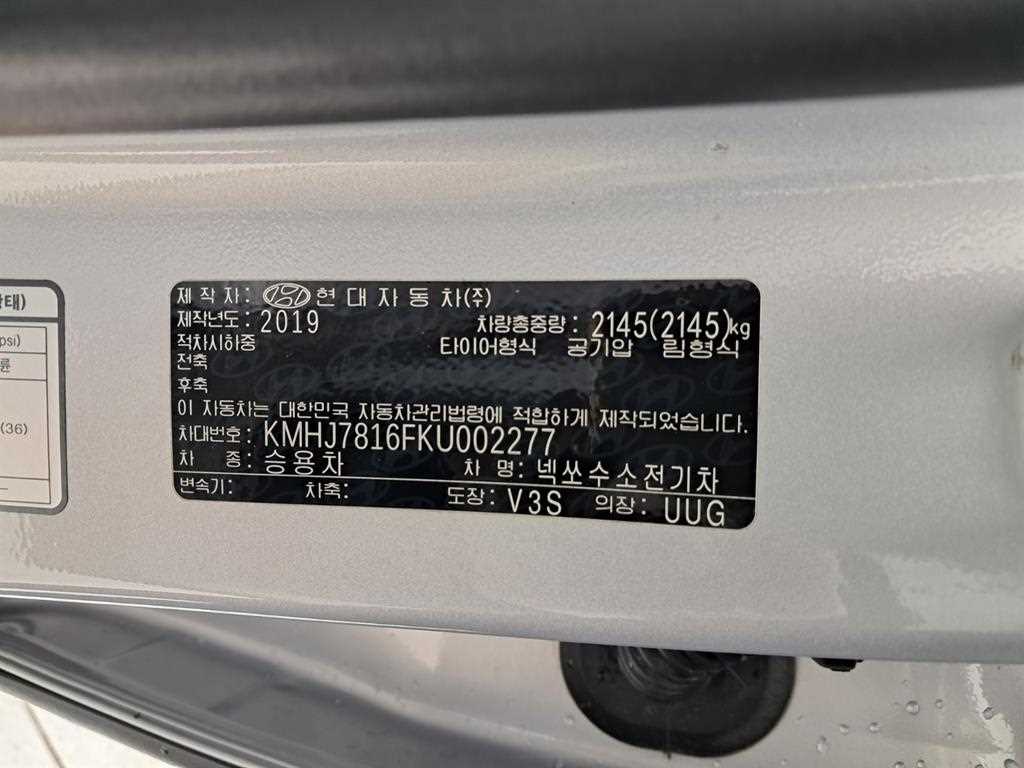 태)
psi)
륜
(36)
제 작 자: 현 대 자 동 차(주)
제작년도: 2019 차량총중량: 2145(2145)kg
적차시하중 타이어형식 공기압 림형식
전축
후축
이 자동차는 대한민국 자동차관리법령에 적합하게 제작되었습니다.
차대번호: KMHJ7816FKU002277
차 종: 승용차 차 명: 넥쏘수소전기차
변속기: 차축: 도장: V3S 의장: UUG